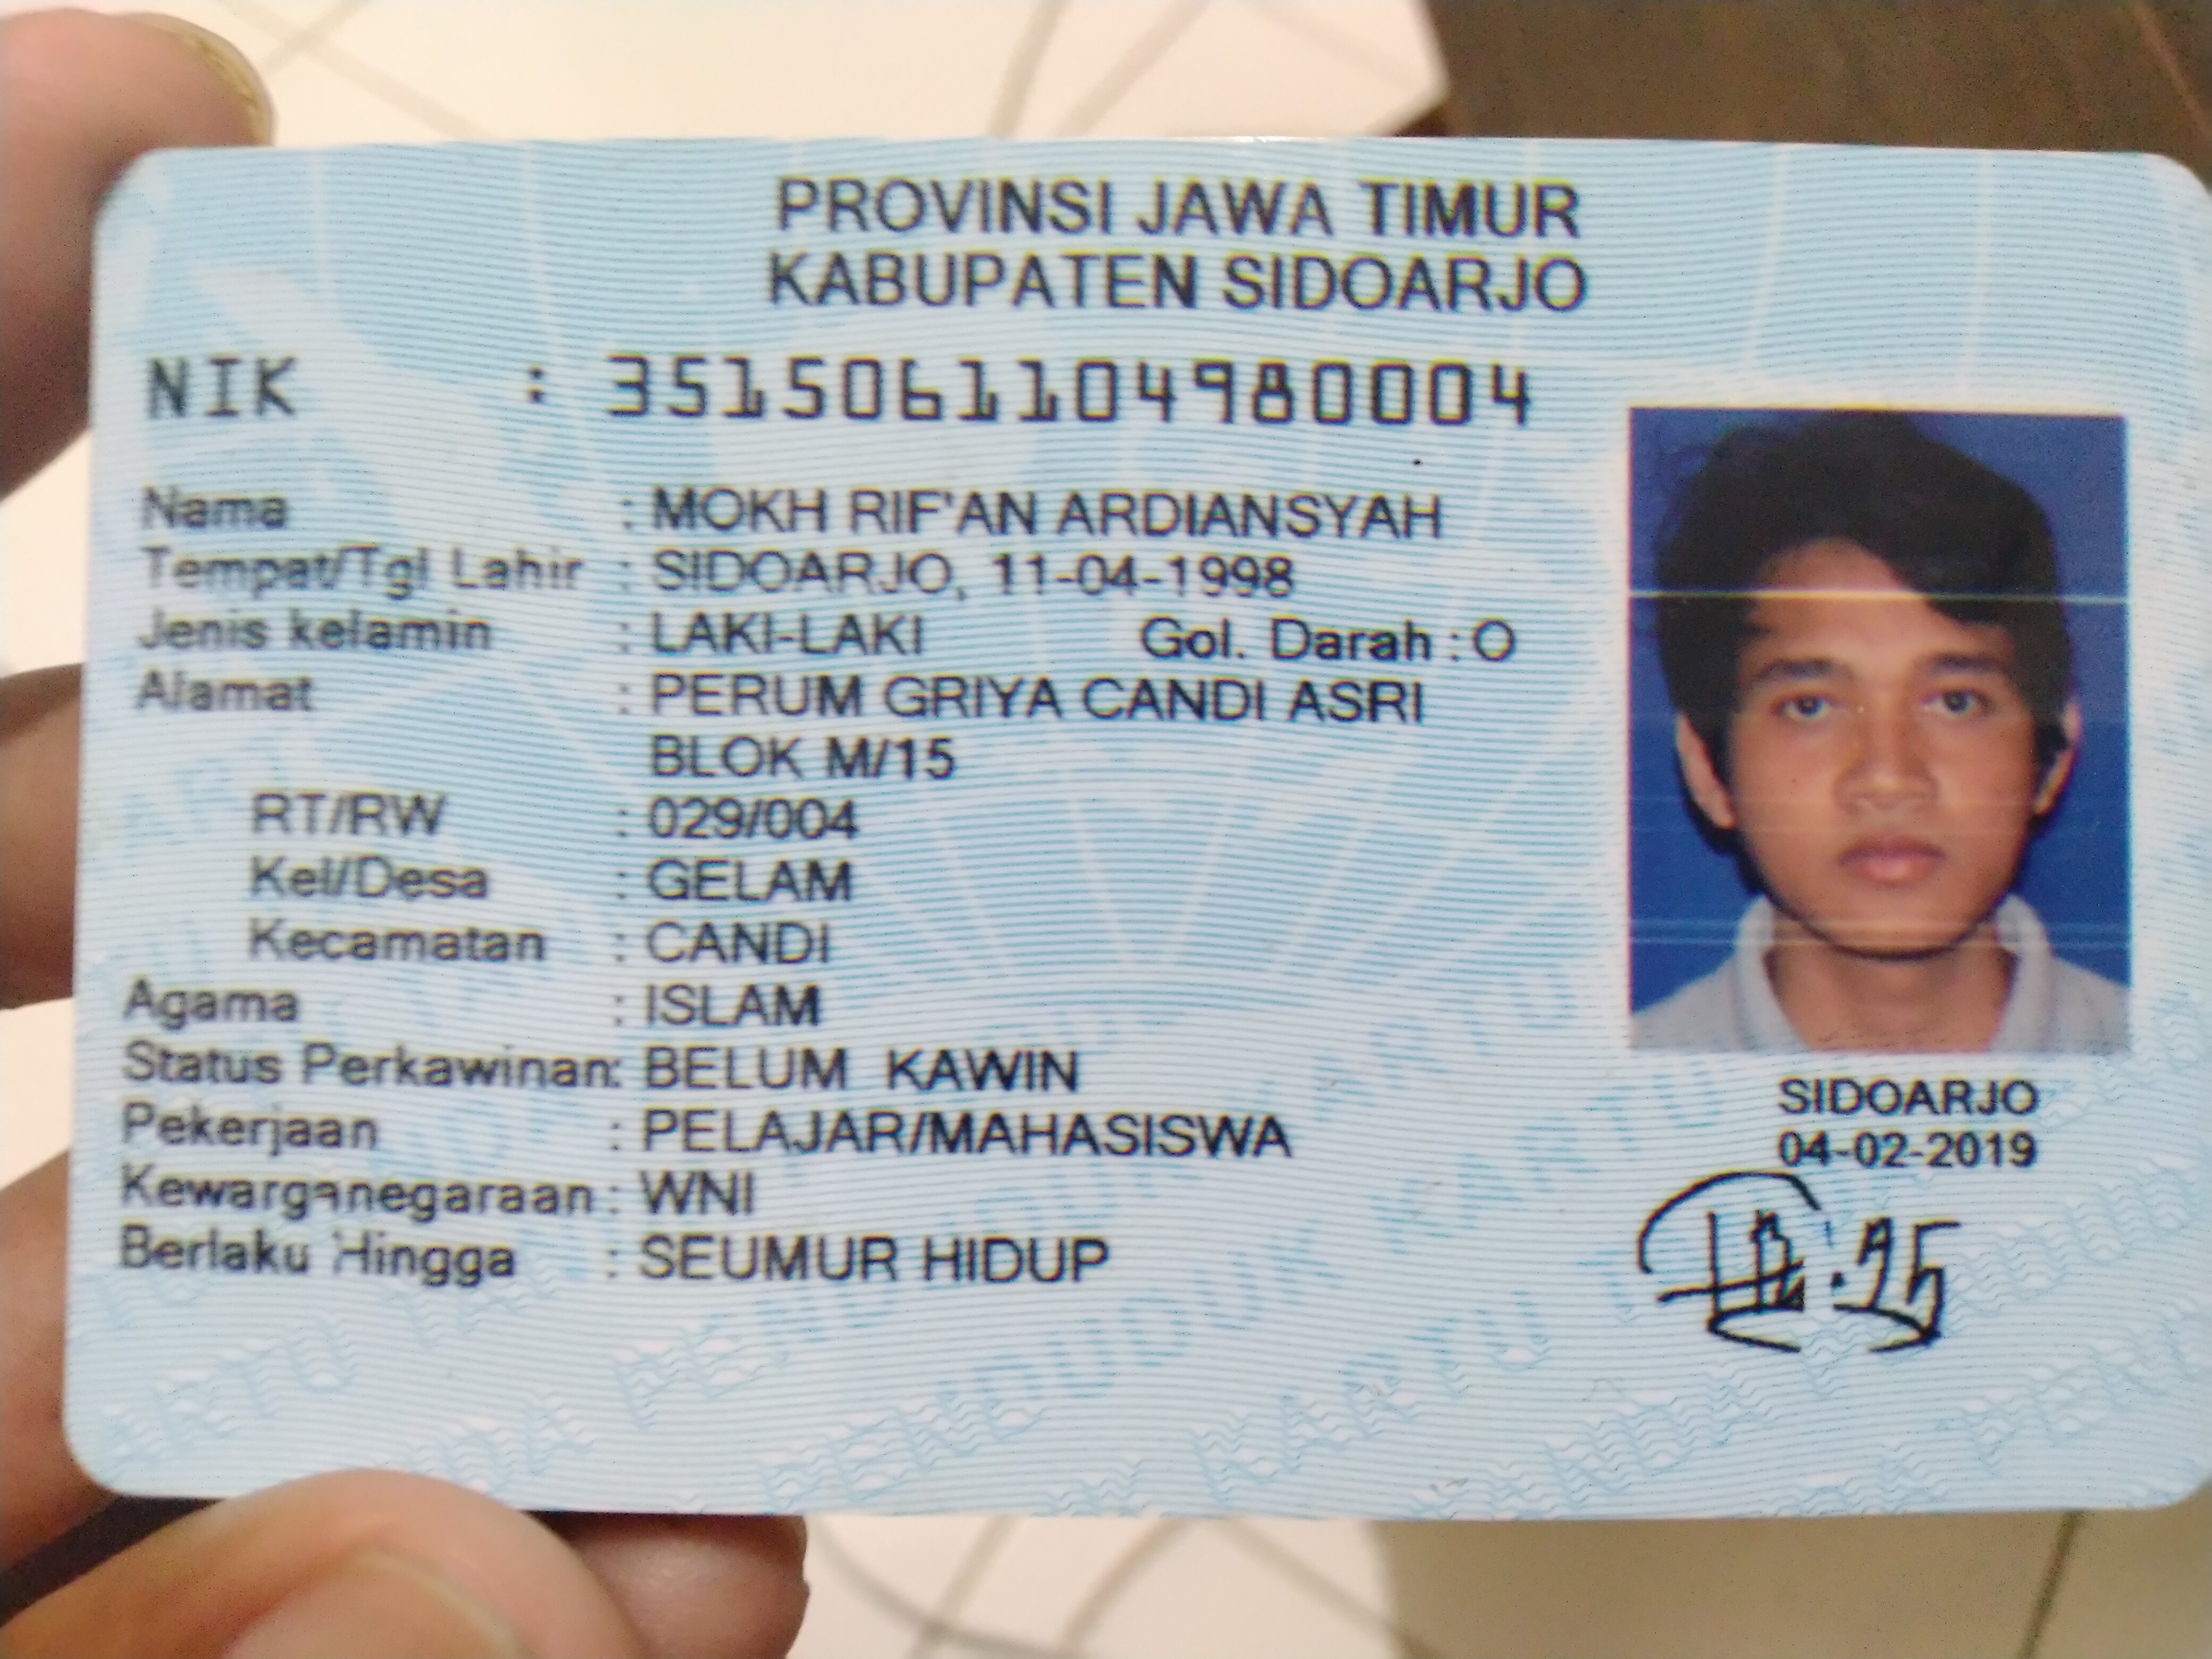 PROVINSI JAWA TIMUR
KABUPATEN SIDOARJO
NIK : 3515061104980004
Nama : MOKH RIF'AN ARDIANSYAH
Tempat/Tgl Lahir : SIDOARJO, 11-04-1998
Jenis kelamin : LAKI-LAKI Gol. Darah : O
Alamat : PERUM GRIYA CANDI ASRI
BLOK M/15
RT/RW : 029/004
Kel/Desa : GELAM
Kecamatan : CANDI
Agama : ISLAM
Status Perkawinan: BELUM KAWIN
Pekerjaan : PELAJAR/MAHASISWA
Kewarganegaraan : WNI
Berlaku Hingga : SEUMUR HIDUP
SIDOARJO
04-02-2019